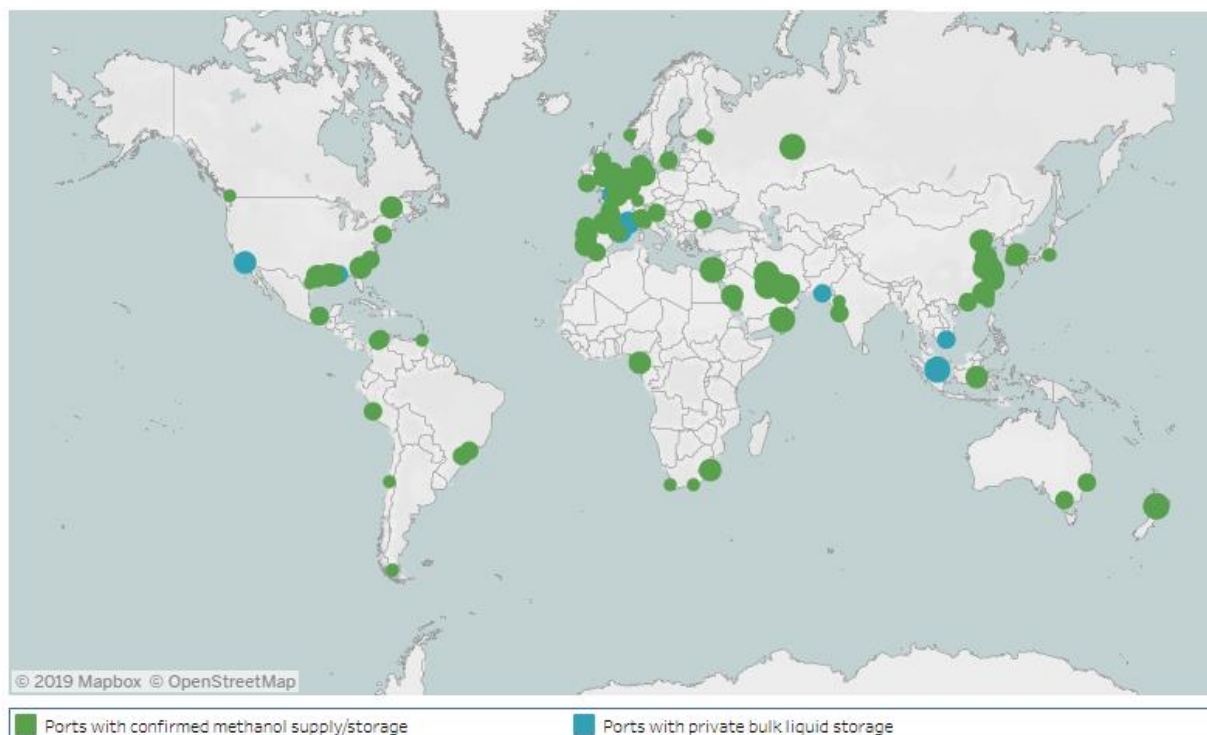 © 2019 Mapbox © OpenStreetMap
Ports with confirmed methanol supply/storage
Ports with private bulk liquid storage